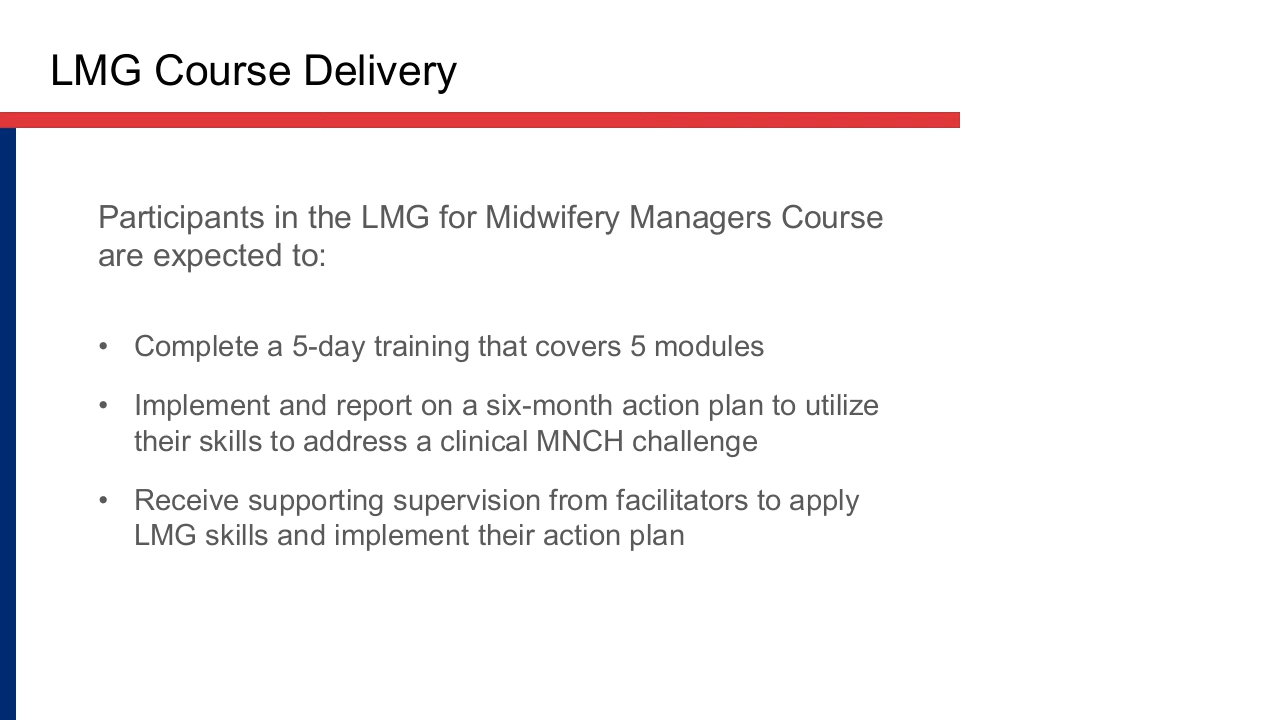 LMG Course Delivery
Participants in the LMG for Midwifery Managers Course
are expected to:
• Complete a 5-day training that covers 5 modules
• Implement and report on a six-month action plan to utilize
their skills to address a clinical MNCH challenge
• Receive supporting supervision from facilitators to apply
LMG skills and implement their action plan